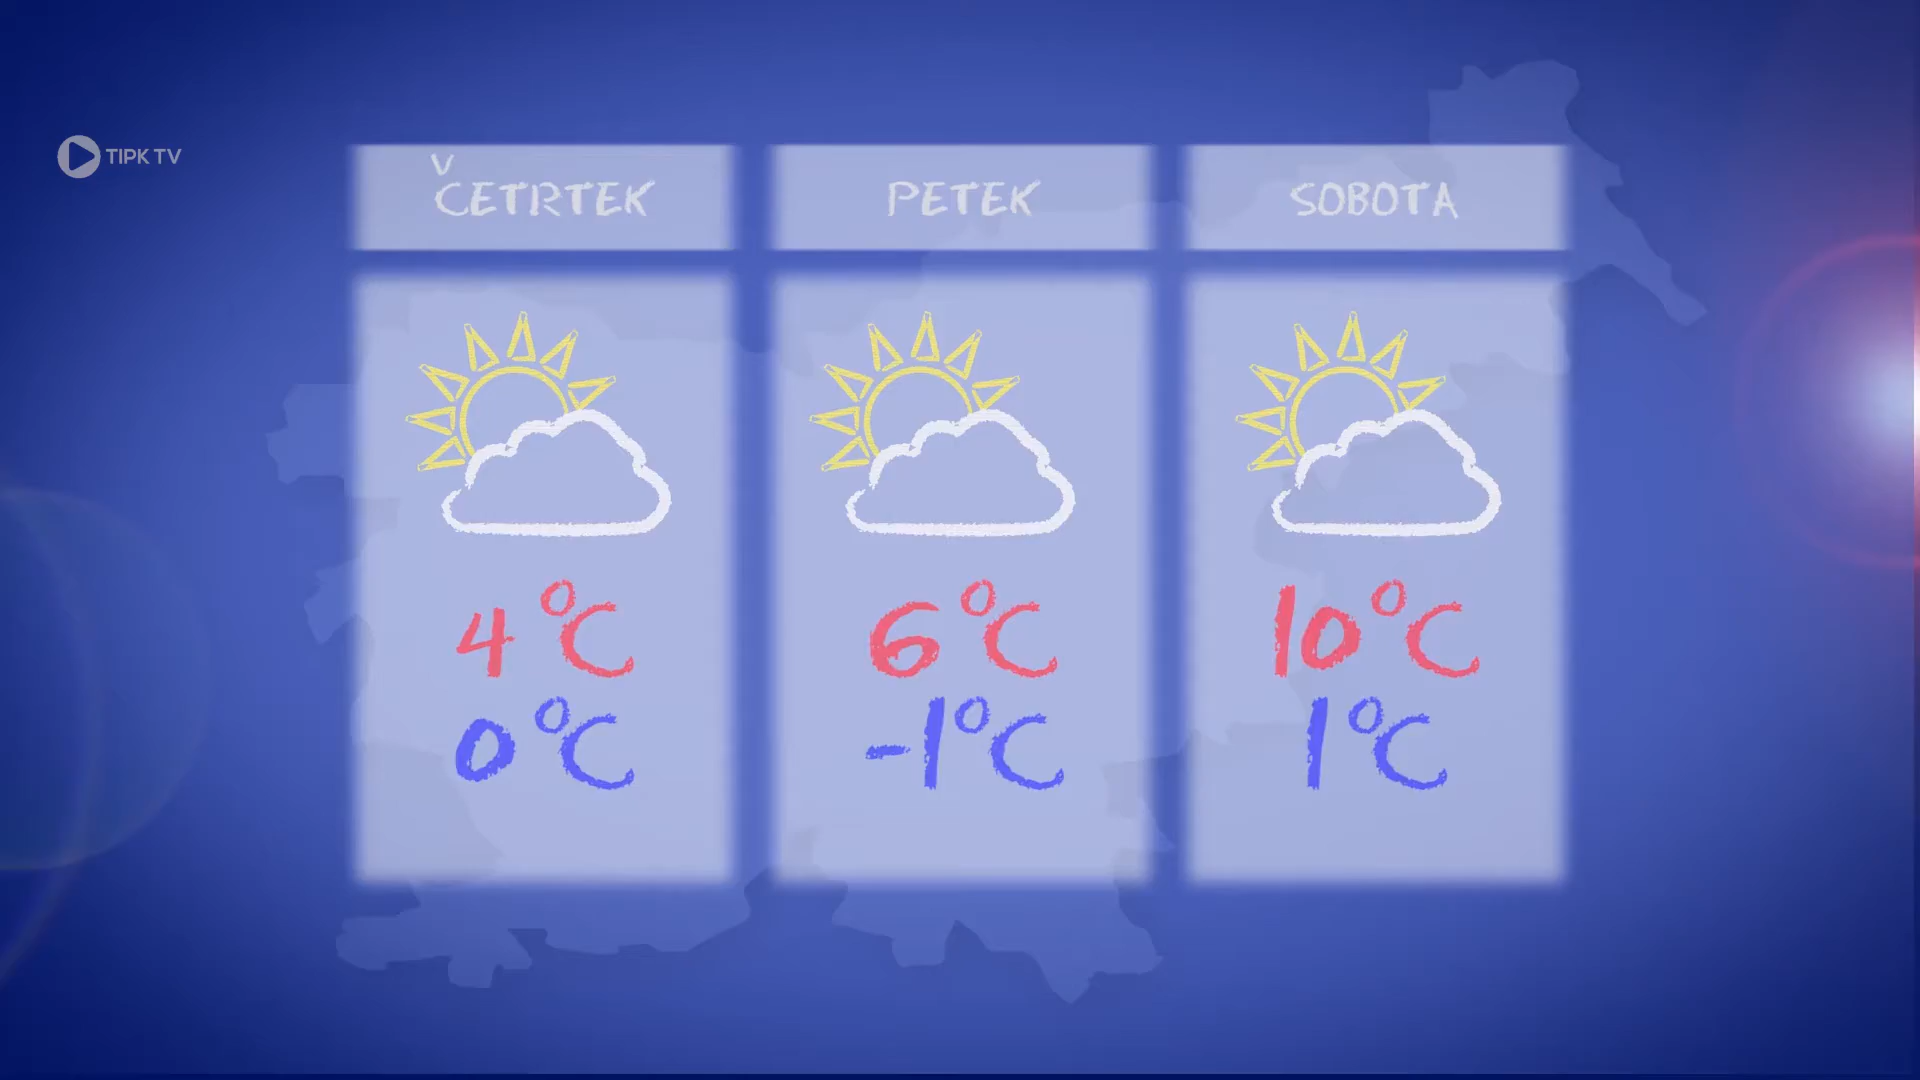 TIPK TV
ČETRTEK
PETEK
SOBOTA
4°C
6°C
10°C
0°C
-1°C
1°C